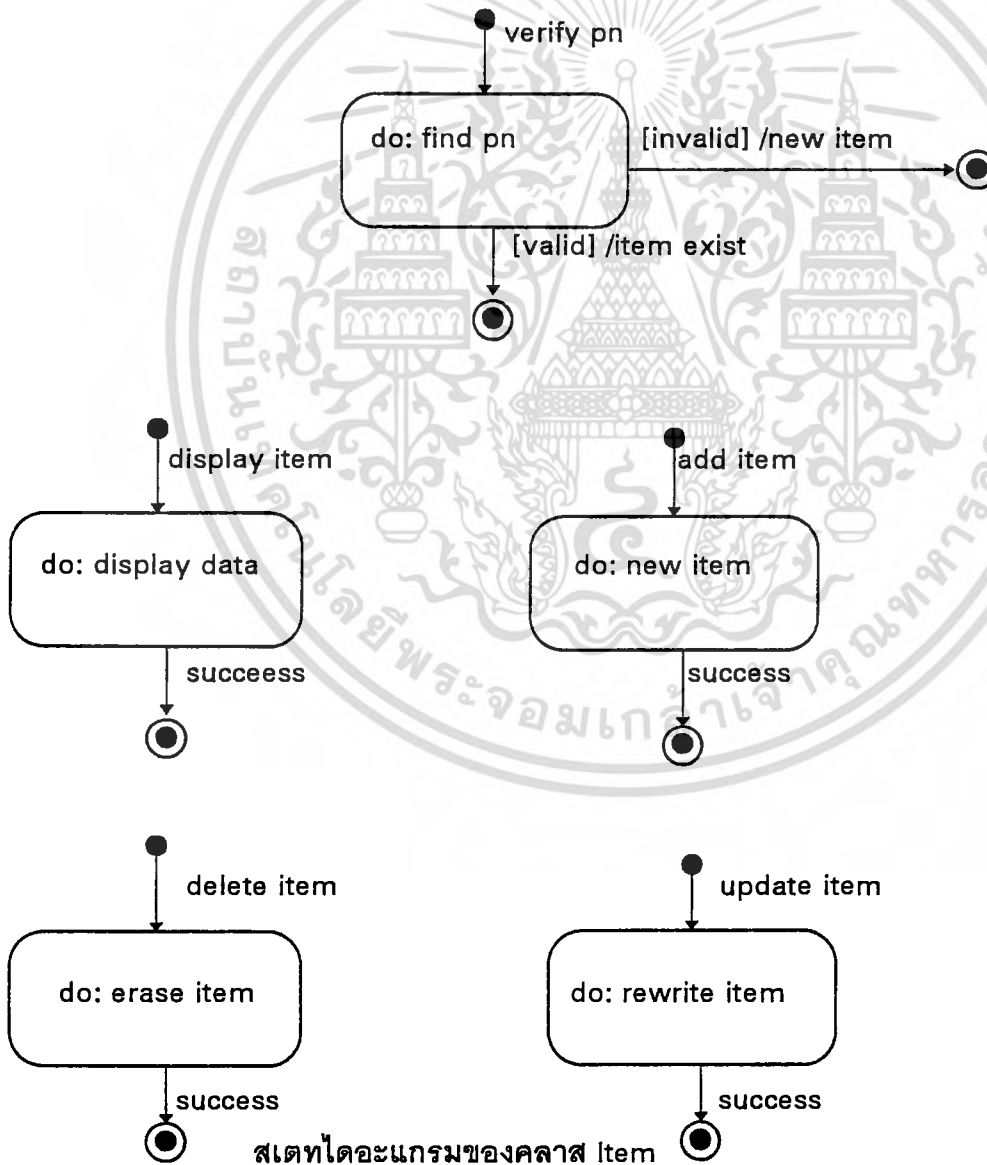 verify pn
do: find pn
[invalid] /new item
[valid] /item exist
display item
add item
do: display data
do: new item
succeess
success
delete item
update item
do: erase item
do: rewrite item
success
success
สเตทไดอะแกรมของคลาส Item